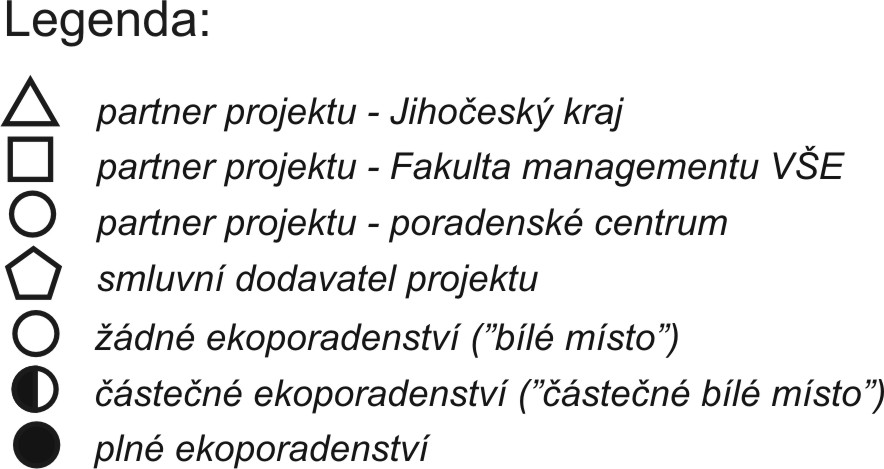 Legenda:
partner projektu - Jihočeský kraj
partner projektu - Fakulta managementu VŠE
partner projektu - poradenské centrum
smluvní dodavatel projektu
žádné ekoporadenství (”bílé místo”)
částečné ekoporadenství (”částečné bílé místo”)
plné ekoporadenství